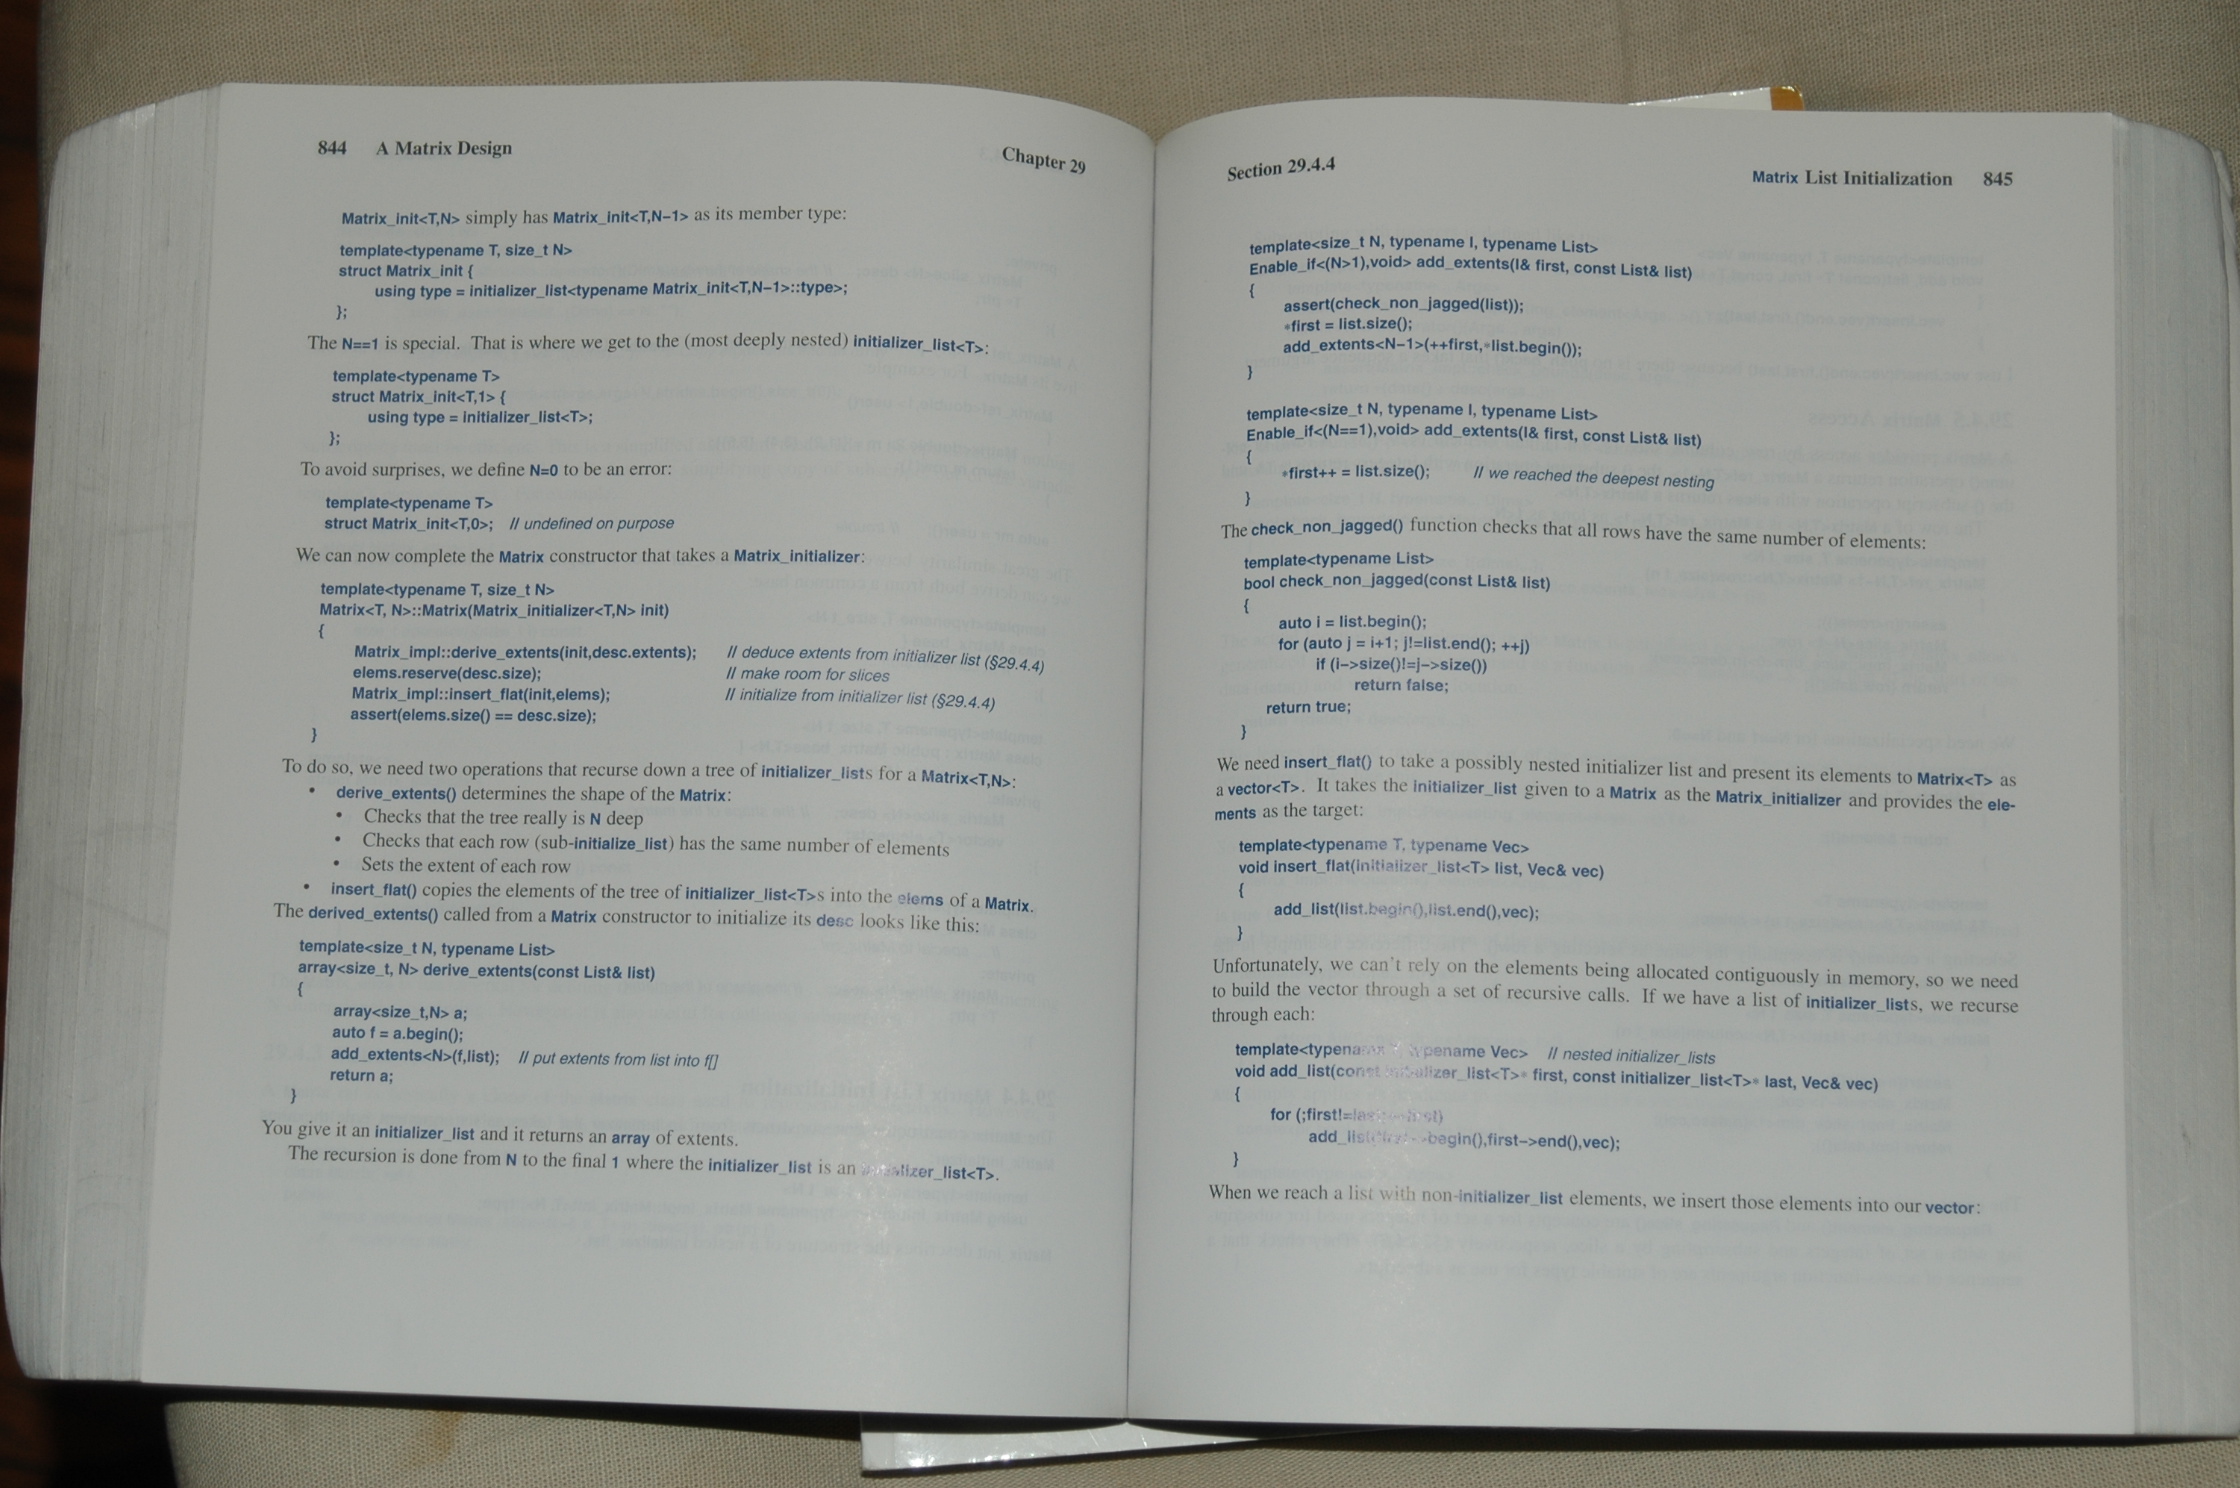 844 A Matrix Design Chapter 29
Matrix_init<T,N> simply has Matrix_init<T,N−1> as its member type:
template<typename T, size_t N>
struct Matrix_init {
using type = initializer_list<typename Matrix_init<T,N−1>::type>;
};
The N==1 is special. That is where we get to the (most deeply nested) initializer_list<T>:
template<typename T>
struct Matrix_init<T,1> {
using type = initializer_list<T>;
};
To avoid surprises, we define N=0 to be an error:
template<typename T>
struct Matrix_init<T,0>; // undefined on purpose
We can now complete the Matrix constructor that takes a Matrix_initializer:
template<typename T, size_t N>
Matrix<T, N>::Matrix(Matrix_initializer<T,N> init)
{
Matrix_impl::derive_extents(init,desc.extents); // deduce extents from initializer list (§29.4.4)
elems.reserve(desc.size); // make room for slices
Matrix_impl::insert_flat(init,elems); // initialize from initializer list (§29.4.4)
assert(elems.size() == desc.size);
}
To do so, we need two operations that recurse down a tree of initializer_lists for a Matrix<T,N>:
• derive_extents() determines the shape of the Matrix:
• Checks that the tree really is N deep
• Checks that each row (sub-initialize_list) has the same number of elements
• Sets the extent of each row
• insert_flat() copies the elements of the tree of initializer_list<T>s into the elems of a Matrix.
The derived_extents() called from a Matrix constructor to initialize its desc looks like this:
template<size_t N, typename List>
array<size_t, N> derive_extents(const List& list)
{
array<size_t,N> a;
auto f = a.begin();
add_extents<N>(f,list); // put extents from list into f[]
return a;
}
You give it an initializer_list and it returns an array of extents.
The recursion is done from N to the final 1 where the initializer_list is an initializer_list<T>.
Section 29.4.4 Matrix List Initialization 845
template<size_t N, typename I, typename List>
Enable_if<(N>1),void> add_extents(I& first, const List& list)
{
assert(check_non_jagged(list));
*first = list.size();
add_extents<N−1>(++first,*list.begin());
}
template<size_t N, typename I, typename List>
Enable_if<(N==1),void> add_extents(I& first, const List& list)
{
*first++ = list.size(); // we reached the deepest nesting
}
The check_non_jagged() function checks that all rows have the same number of elements:
template<typename List>
bool check_non_jagged(const List& list)
{
auto i = list.begin();
for (auto j = i+1; j!=list.end(); ++j)
if (i−>size()!=j−>size())
return false;
return true;
}
We need insert_flat() to take a possibly nested initializer list and present its elements to Matrix<T> as
a vector<T>. It takes the initializer_list given to a Matrix as the Matrix_initializer and provides the ele-
ments as the target:
template<typename T, typename Vec>
void insert_flat(initializer_list<T> list, Vec& vec)
{
add_list(list.begin(),list.end(),vec);
}
Unfortunately, we can't rely on the elements being allocated contiguously in memory, so we need
to build the vector through a set of recursive calls. If we have a list of initializer_lists, we recurse
through each:
template<typename T, typename Vec> // nested initializer_lists
void add_list(const initializer_list<T>* first, const initializer_list<T>* last, Vec& vec)
{
for (;first!=last;++first)
add_list(first−>begin(),first−>end(),vec);
}
When we reach a list with non-initializer_list elements, we insert those elements into our vector: